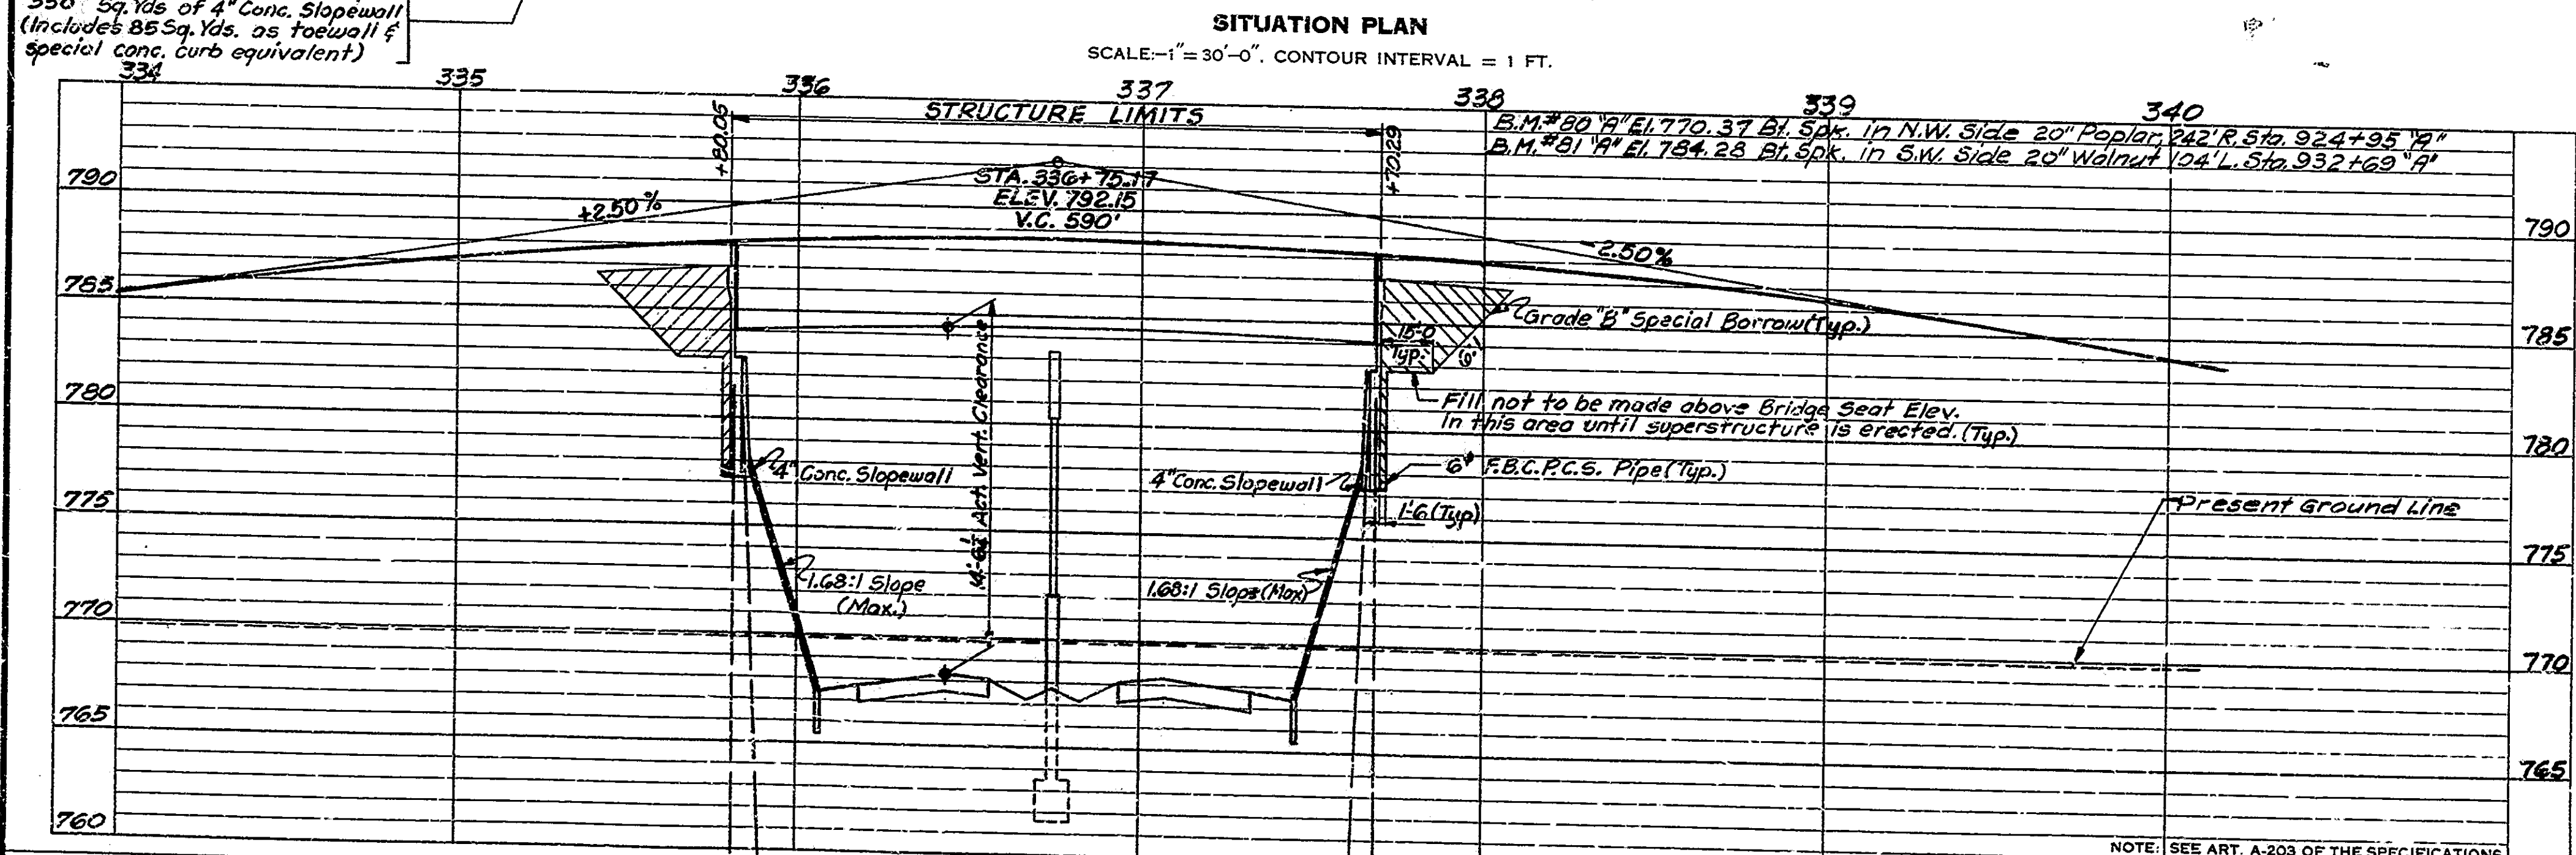 350 Sq. Yds of 4" Conc. Slopewall
(Includes 85 Sq. Yds. as toewall &
special conc. curb equivalent)
SITUATION PLAN
SCALE:-1"=30'-0". CONTOUR INTERVAL = 1 FT.
334 335 336 337 338 339 340
STRUCTURE LIMITS
+80.05
+70.29
B.M.#80 "A" El. 770.37 Bt. Spk. in N.W. Side 20" Poplar, 242' R. Sta. 924+95 "A"
B.M.#81 "A" El. 784.28 Bt. Spk. in S.W. Side 20" Walnut 104' L. Sta. 932+69 "A"
STA. 336+75.17
ELEV. 792.15
V.C. 590'
+2.50%
-2.50%
790
790
785
785
Grade "B" Special Borrow (Typ.)
15'-0
Typ.
Fill not to be made above Bridge Seat Elev.
in this area until superstructure is erected. (Typ.)
780
780
Act. Vert. Clearance
4" Conc. Slopewall
4" Conc. Slopewall
6"ø F.B.C.P.C.S. Pipe (Typ.)
1'-6 (Typ)
Present Ground Line
775
775
1.68:1 Slope
(Max.)
1.68:1 Slope (Max)
770
770
765
765
760
NOTE: SEE ART. A-203 OF THE SPECIFICATIONS